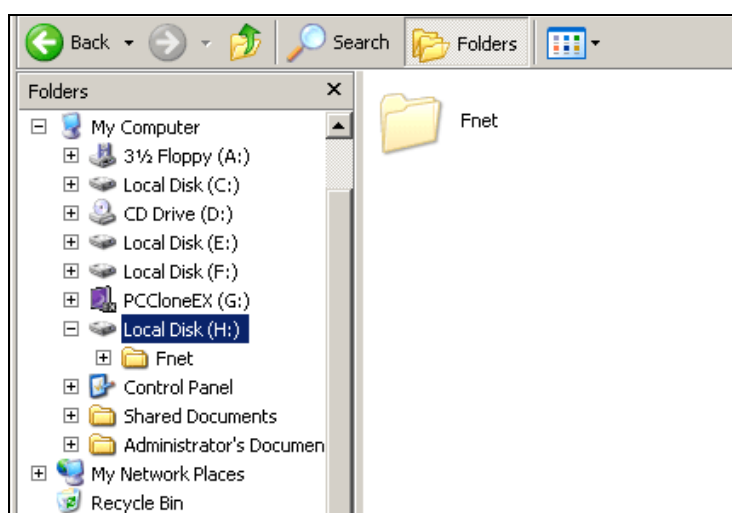 Back Search Folders
Folders
Fnet
My Computer
3½ Floppy (A:)
Local Disk (C:)
CD Drive (D:)
Local Disk (E:)
Local Disk (F:)
PCCloneEX (G:)
Local Disk (H:)
Fnet
Control Panel
Shared Documents
Administrator's Documen
My Network Places
Recycle Bin